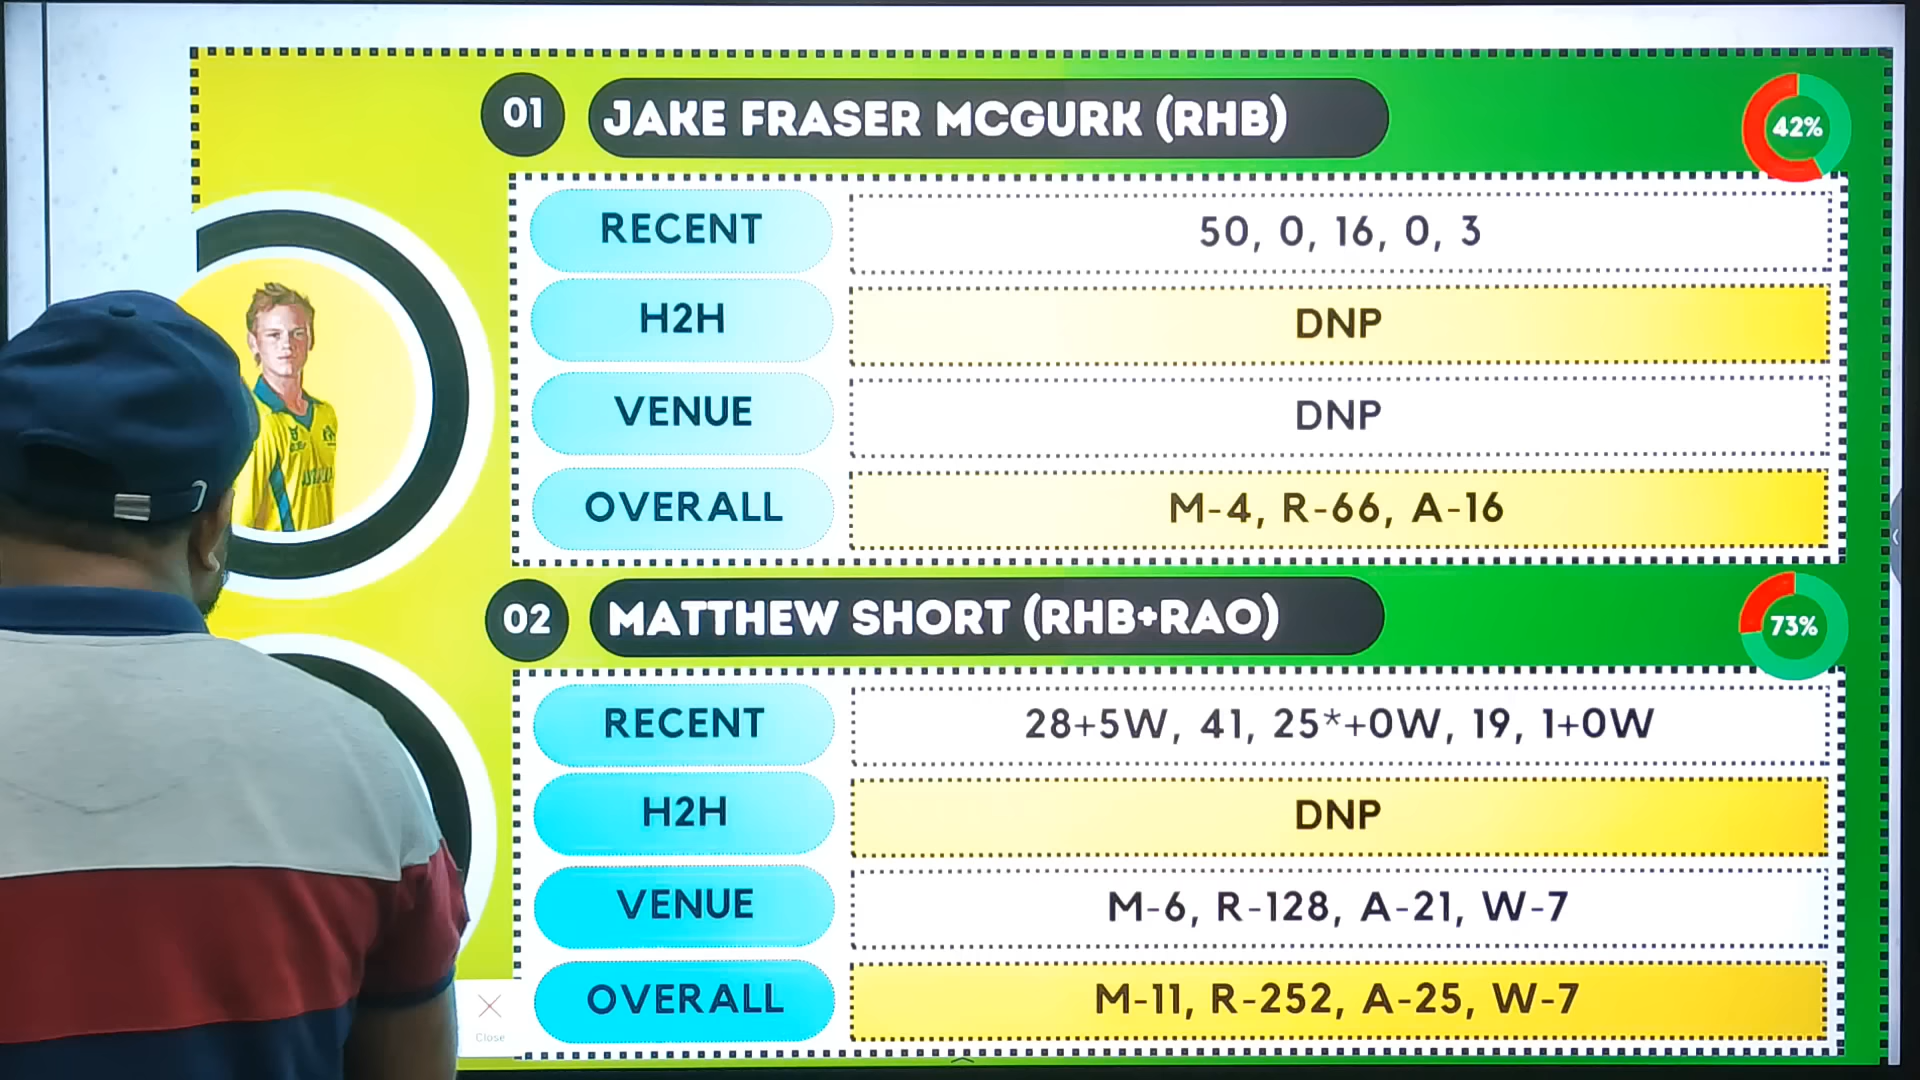 01
JAKE FRASER MCGURK (RHB)
42%
RECENT
50, 0, 16, 0, 3
H2H
DNP
VENUE
DNP
OVERALL
M-4, R-66, A-16
02
MATTHEW SHORT (RHB+RAO)
73%
RECENT
28+5W, 41, 25*+0W, 19, 1+0W
H2H
DNP
VENUE
M-6, R-128, A-21, W-7
OVERALL
M-11, R-252, A-25, W-7
Close